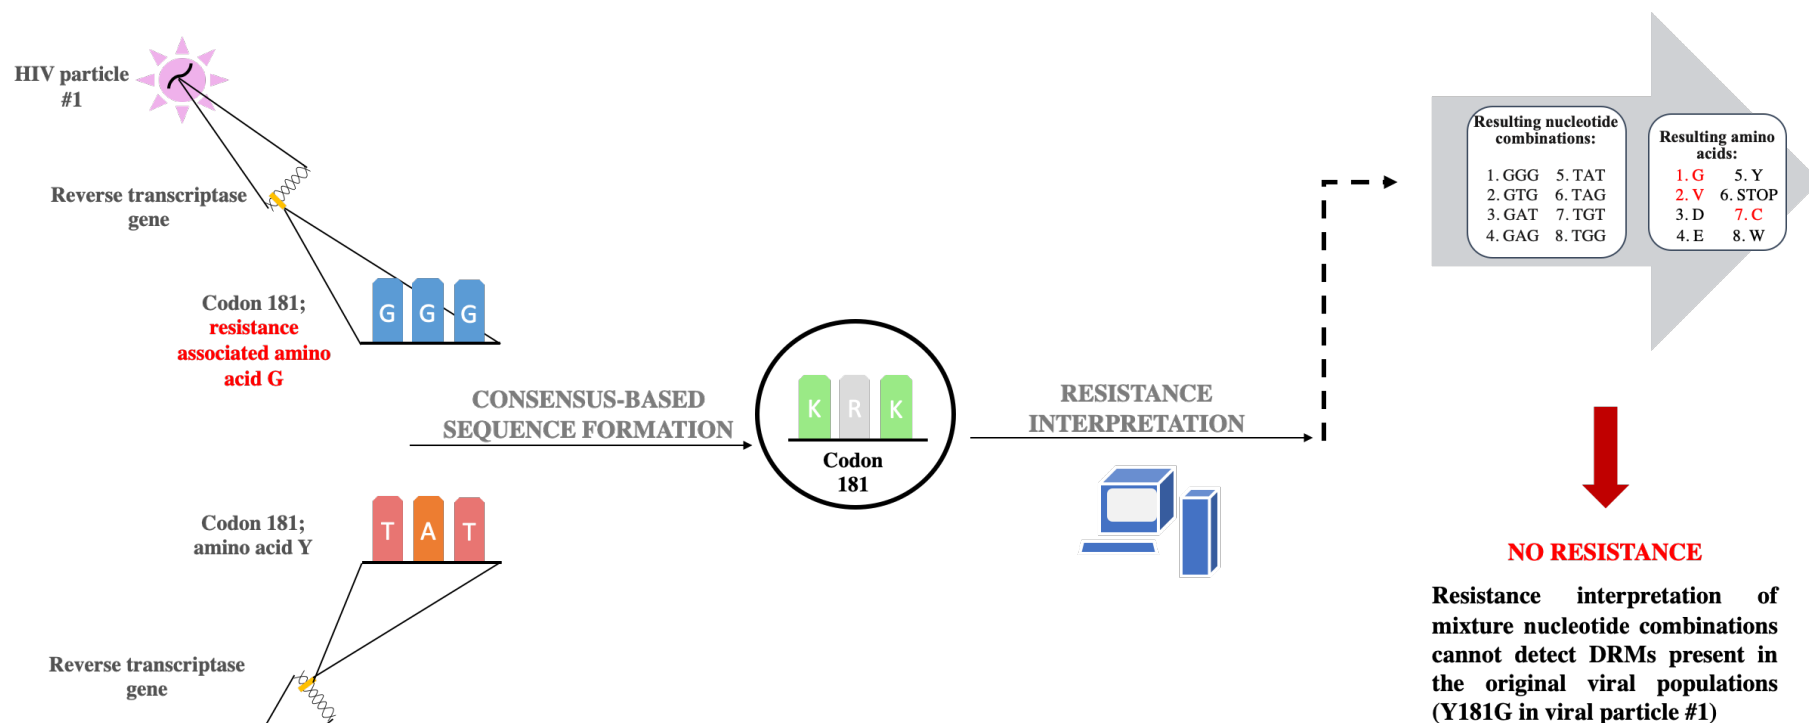 HIV particle
#1
Reverse transcriptase
gene
Codon 181;
resistance
associated amino
acid G
G G G
CONSENSUS-BASED
SEQUENCE FORMATION
Codon 181;
amino acid Y
T A T
Reverse transcriptase
gene
K R K
Codon
181
RESISTANCE
INTERPRETATION
Resulting nucleotide
combinations:
1. GGG 5. TAT
2. GTG 6. TAG
3. GAT 7. TGT
4. GAG 8. TGG
Resulting amino
acids:
1. G 5. Y
2. V 6. STOP
3. D 7. C
4. E 8. W
NO RESISTANCE
Resistance interpretation of
mixture nucleotide combinations
cannot detect DRMs present in
the original viral populations
(Y181G in viral particle #1)